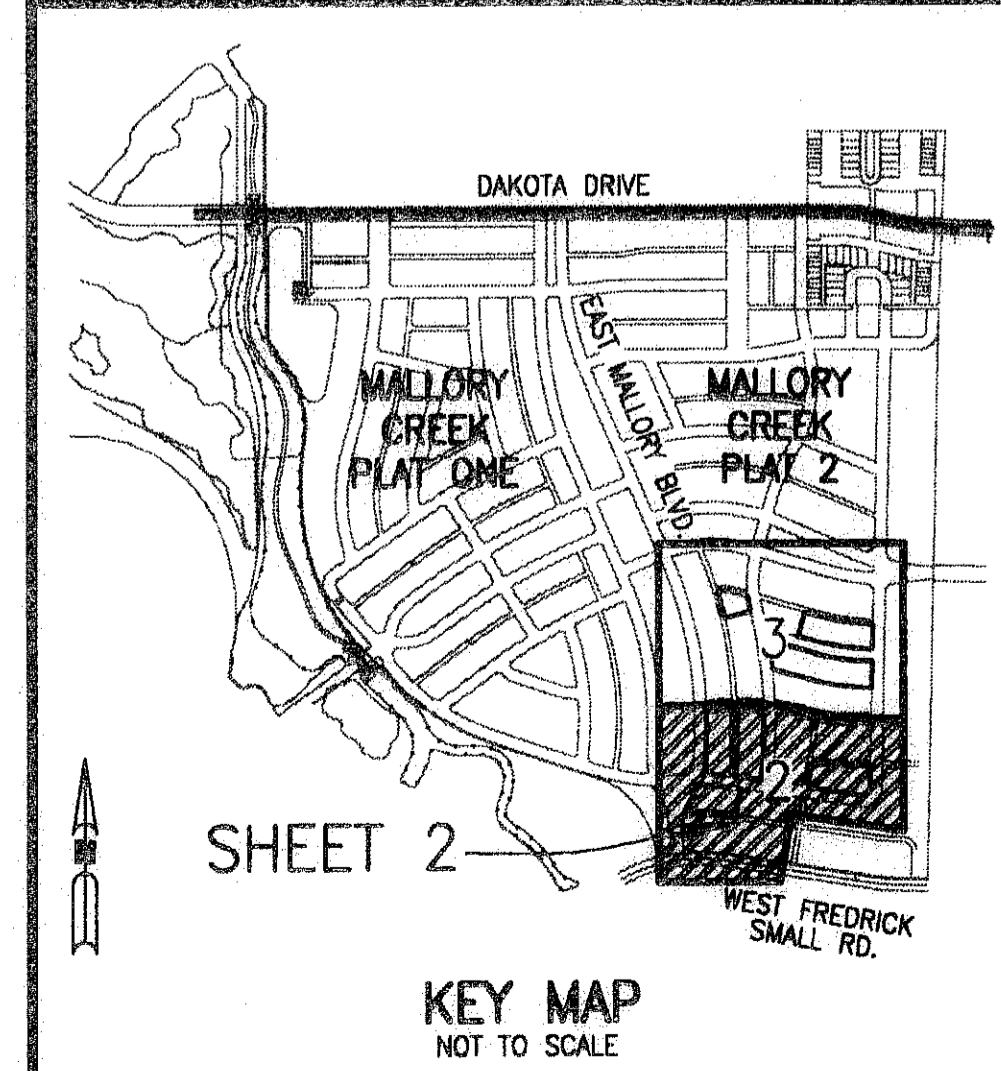 DAKOTA DRIVE
EAST MALLORY BLVD.
MALLORY
CREEK
PLAT ONE
MALLORY
CREEK
PLAT 2
3
2
SHEET 2
WEST FREDRICK
SMALL RD.
KEY MAP
NOT TO SCALE